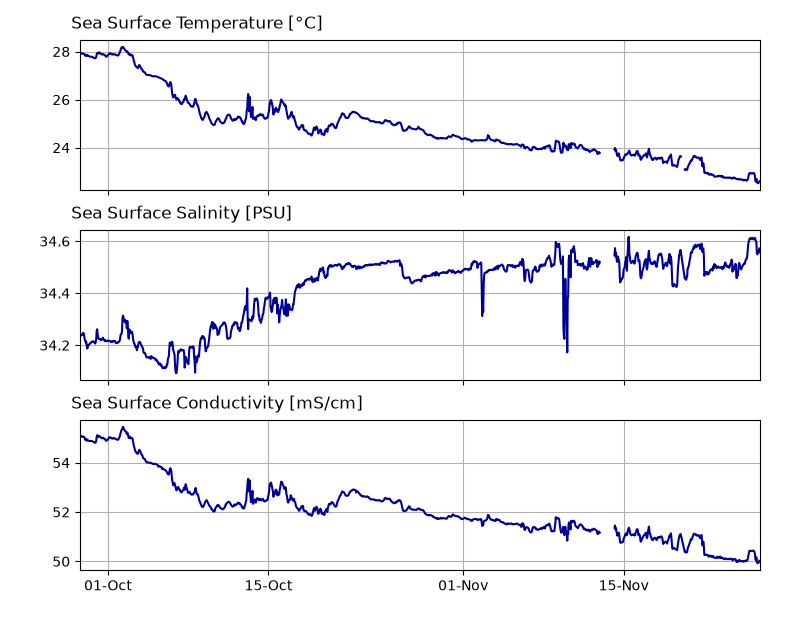 Sea Surface Temperature [°C]
28
26
24
Sea Surface Salinity [PSU]
34.6
34.4
34.2
Sea Surface Conductivity [mS/cm]
54
52
50
01-Oct 15-Oct 01-Nov 15-Nov